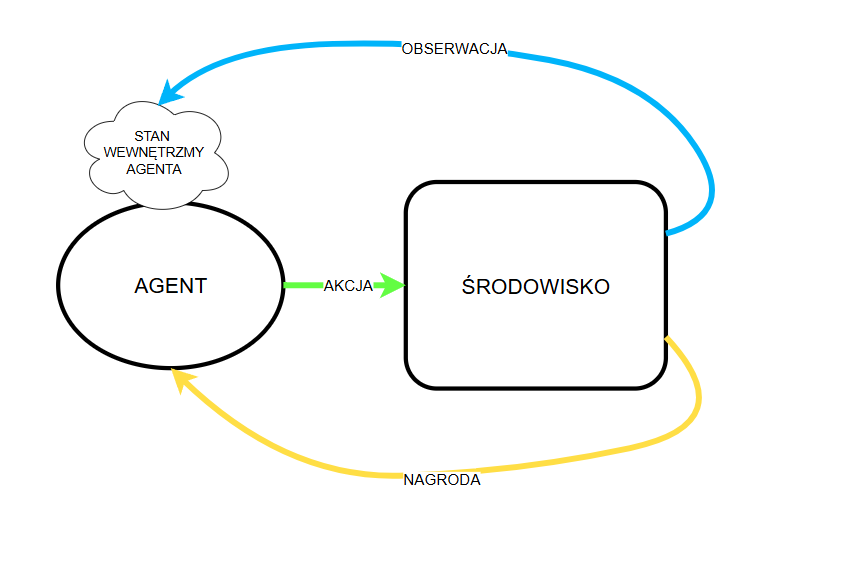 OBSERWACJA
STAN
WEWNĘTRZMY
AGENTA
AGENT
AKCJA
ŚRODOWISKO
NAGRODA